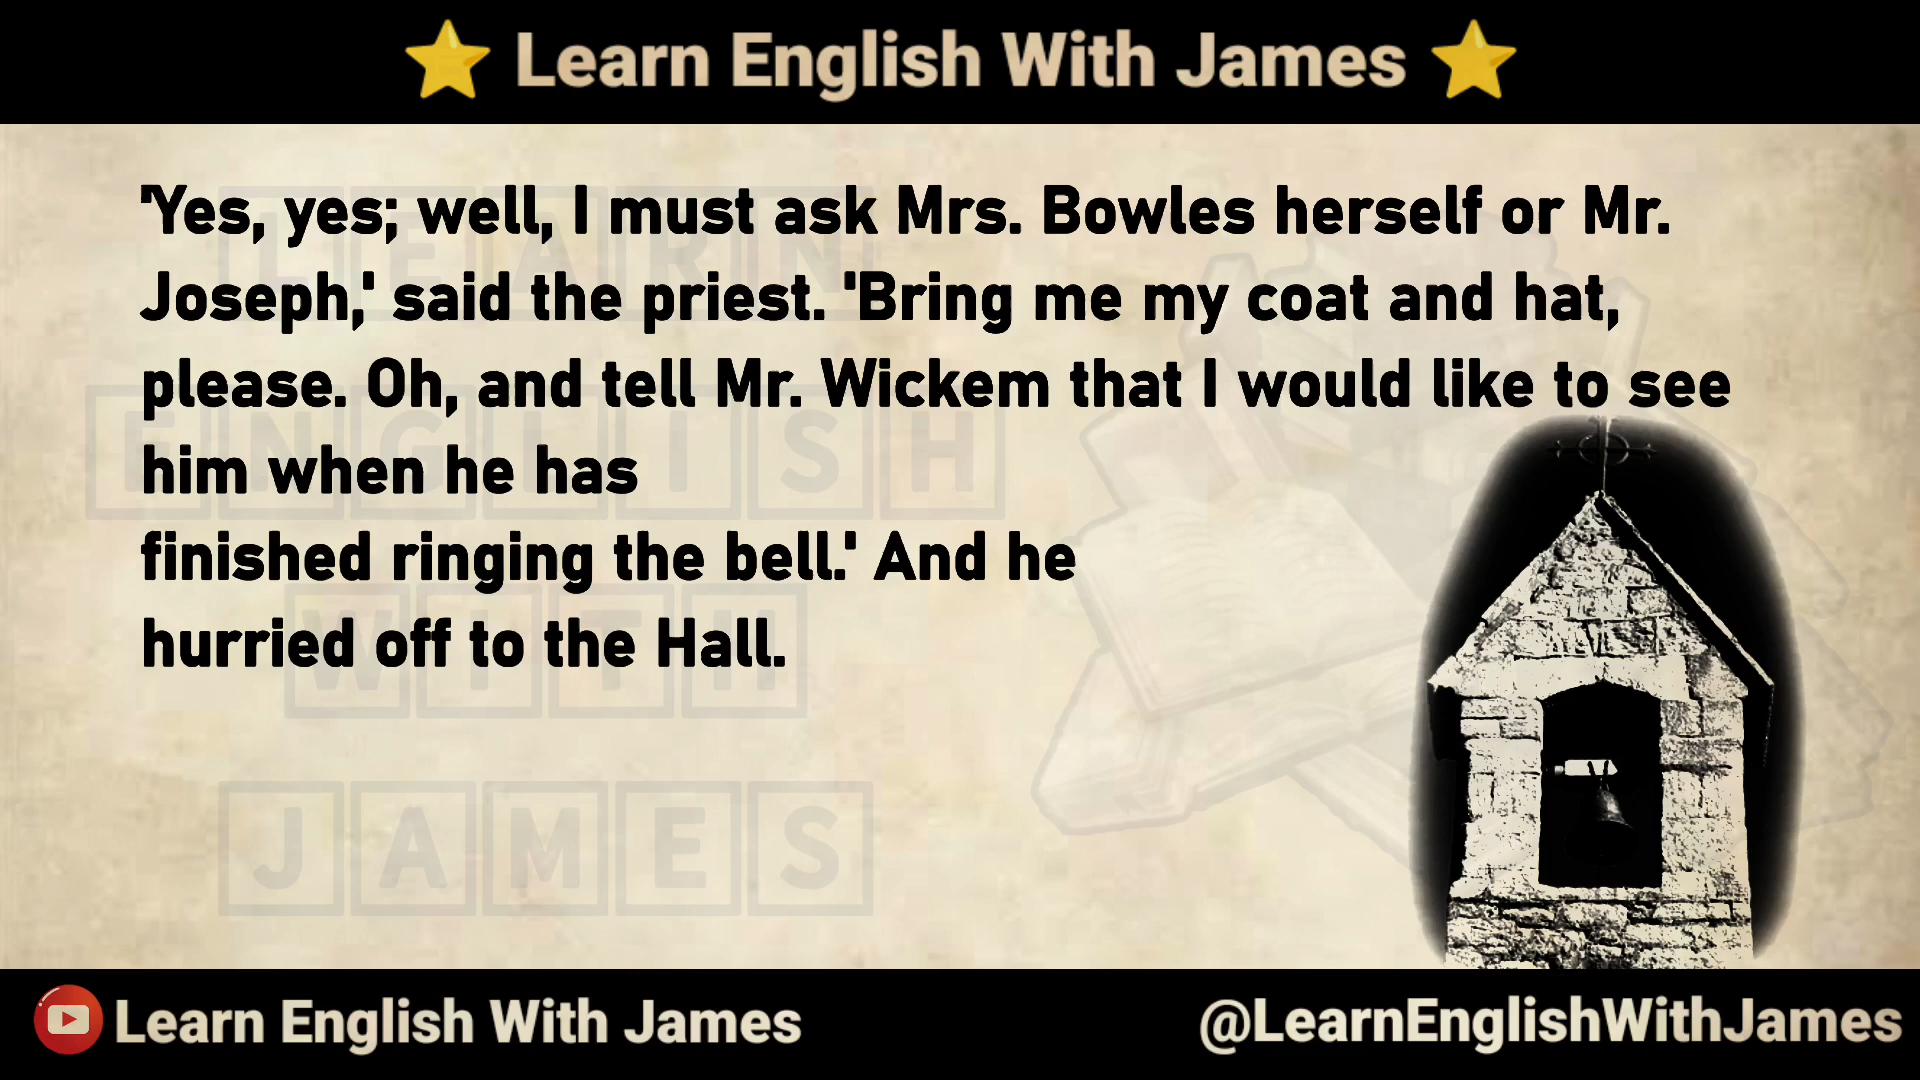 Learn English With James
'Yes, yes; well, I must ask Mrs. Bowles herself or Mr.
Joseph,' said the priest. 'Bring me my coat and hat,
please. Oh, and tell Mr. Wickem that I would like to see
him when he has
finished ringing the bell.' And he
hurried off to the Hall.
LEARN
ENGLISH
WITH
JAMES
Learn English With James
@LearnEnglishWithJames